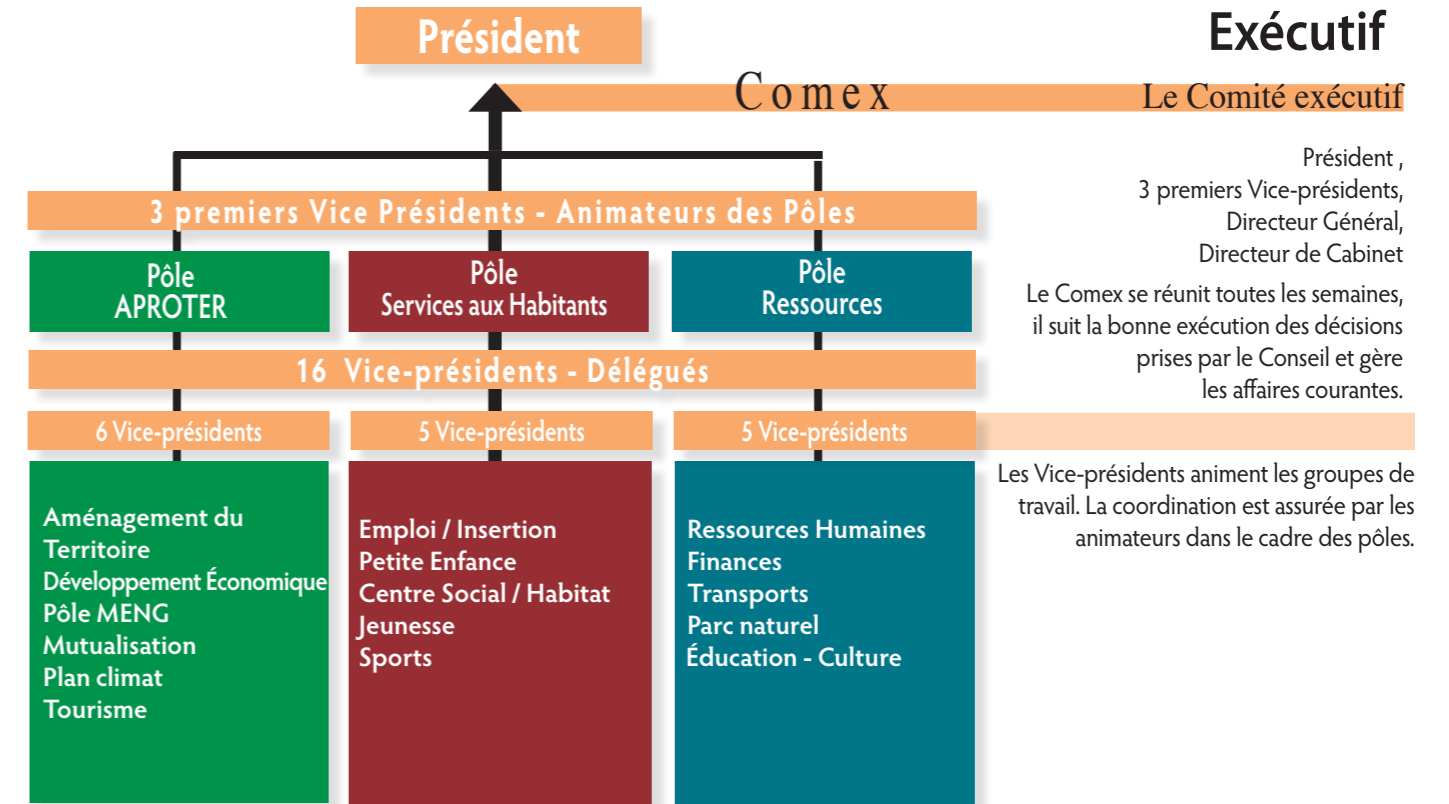 Président
Exécutif
Comex
Le Comité exécutif
Président ,
3 premiers Vice-présidents,
Directeur Général,
Directeur de Cabinet
Le Comex se réunit toutes les semaines,
il suit la bonne exécution des décisions
prises par le Conseil et gère
les affaires courantes.
3 premiers Vice Présidents - Animateurs des Pôles
Pôle
APROTER
Pôle
Services aux Habitants
Pôle
Ressources
16 Vice-présidents - Délégués
6 Vice-présidents
5 Vice-présidents
5 Vice-présidents
Les Vice-présidents animent les groupes de
travail. La coordination est assurée par les
animateurs dans le cadre des pôles.
Aménagement du
Territoire
Développement Économique
Pôle MENG
Mutualisation
Plan climat
Tourisme
Emploi / Insertion
Petite Enfance
Centre Social / Habitat
Jeunesse
Sports
Ressources Humaines
Finances
Transports
Parc naturel
Éducation - Culture